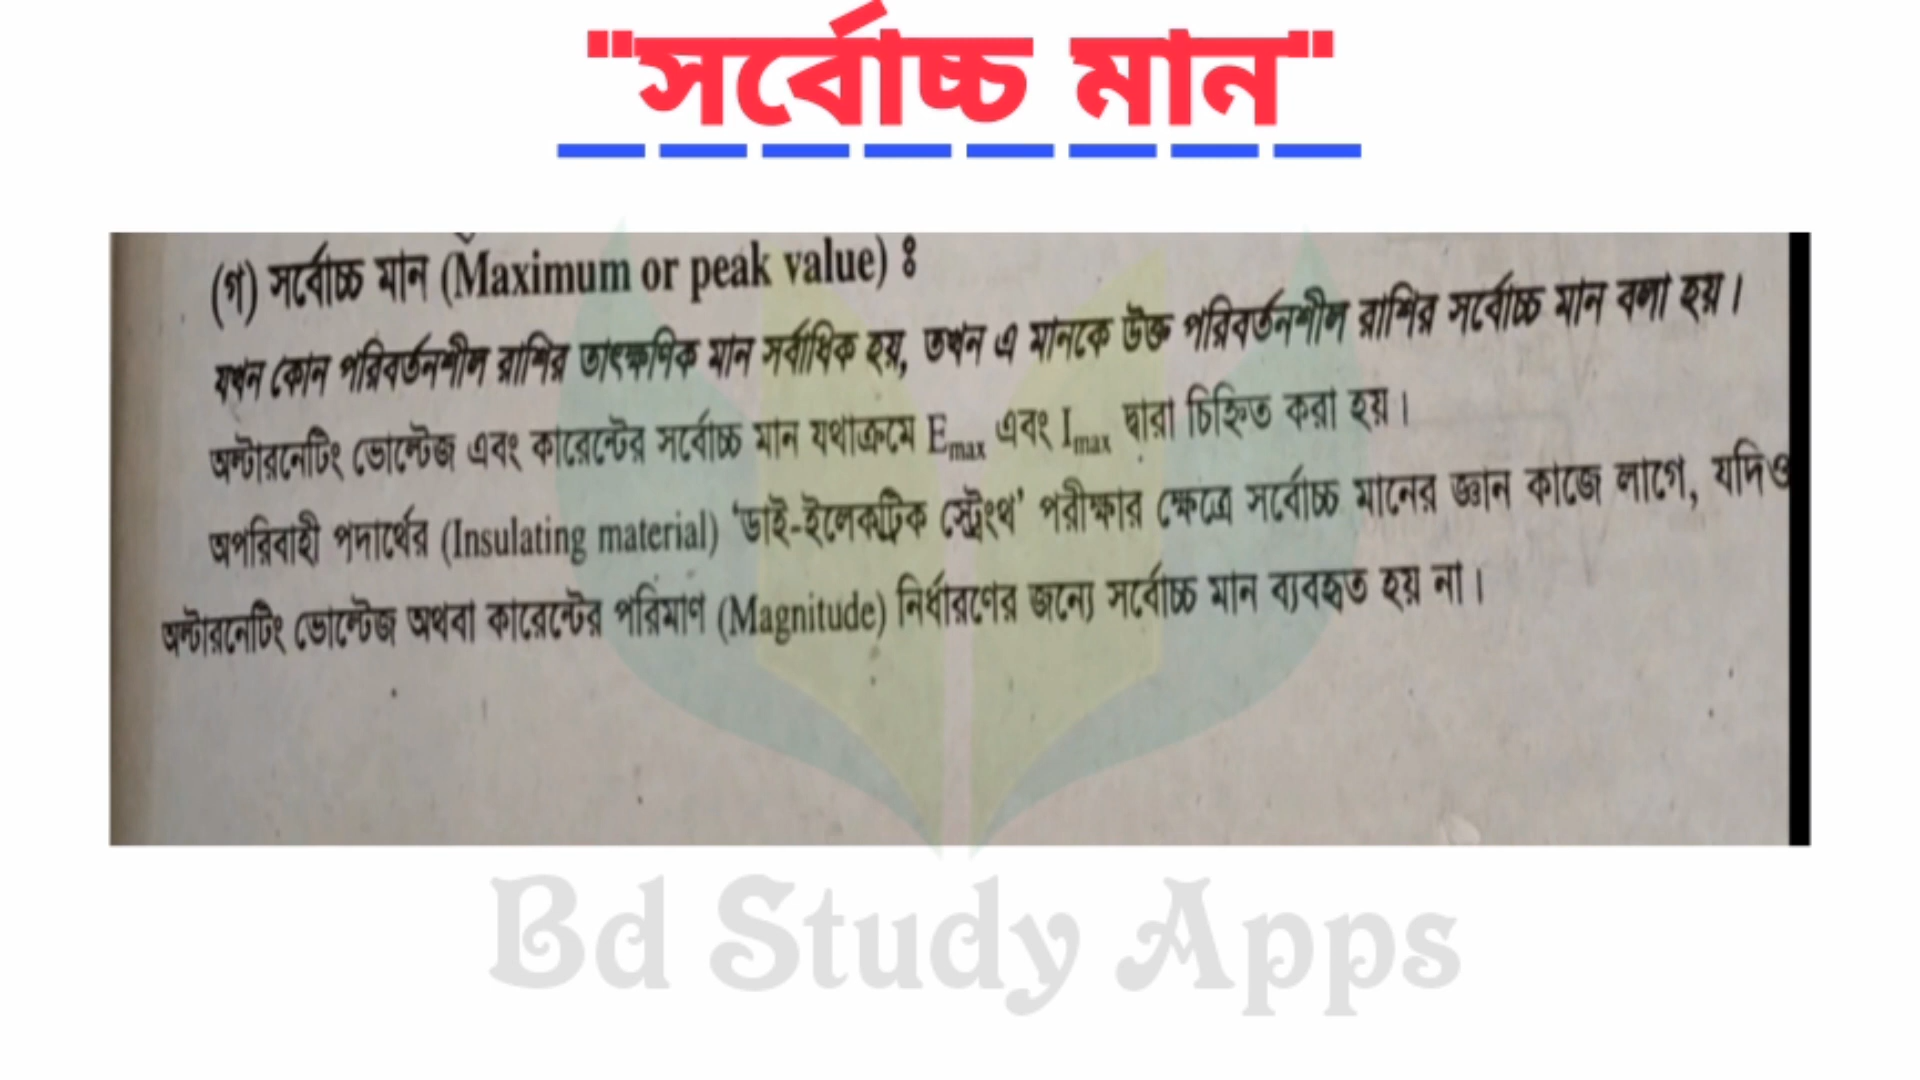 "সর্বোচ্চ মান"
(গ) সর্বোচ্চ মান (Maximum or peak value) ঃ
যখন কোন পরিবর্তনশীল রাশির তাৎক্ষণিক মান সর্বাধিক হয়, তখন এ মানকে উক্ত পরিবর্তনশীল রাশির সর্বোচ্চ মান বলা হয়।
অল্টারনেটিং ভোল্টেজ এবং কারেন্টের সর্বোচ্চ মান যথাক্রমে Emax এবং Imax দ্বারা চিহ্নিত করা হয়।
অপরিবাহী পদার্থের (Insulating material) ‘ডাই-ইলেকট্রিক স্ট্রেংথ’ পরীক্ষার ক্ষেত্রে সর্বোচ্চ মানের জ্ঞান কাজে লাগে, যদিও
অল্টারনেটিং ভোল্টেজ অথবা কারেন্টের পরিমাণ (Magnitude) নির্ধারণের জন্যে সর্বোচ্চ মান ব্যবহৃত হয় না।
Bd Study Apps